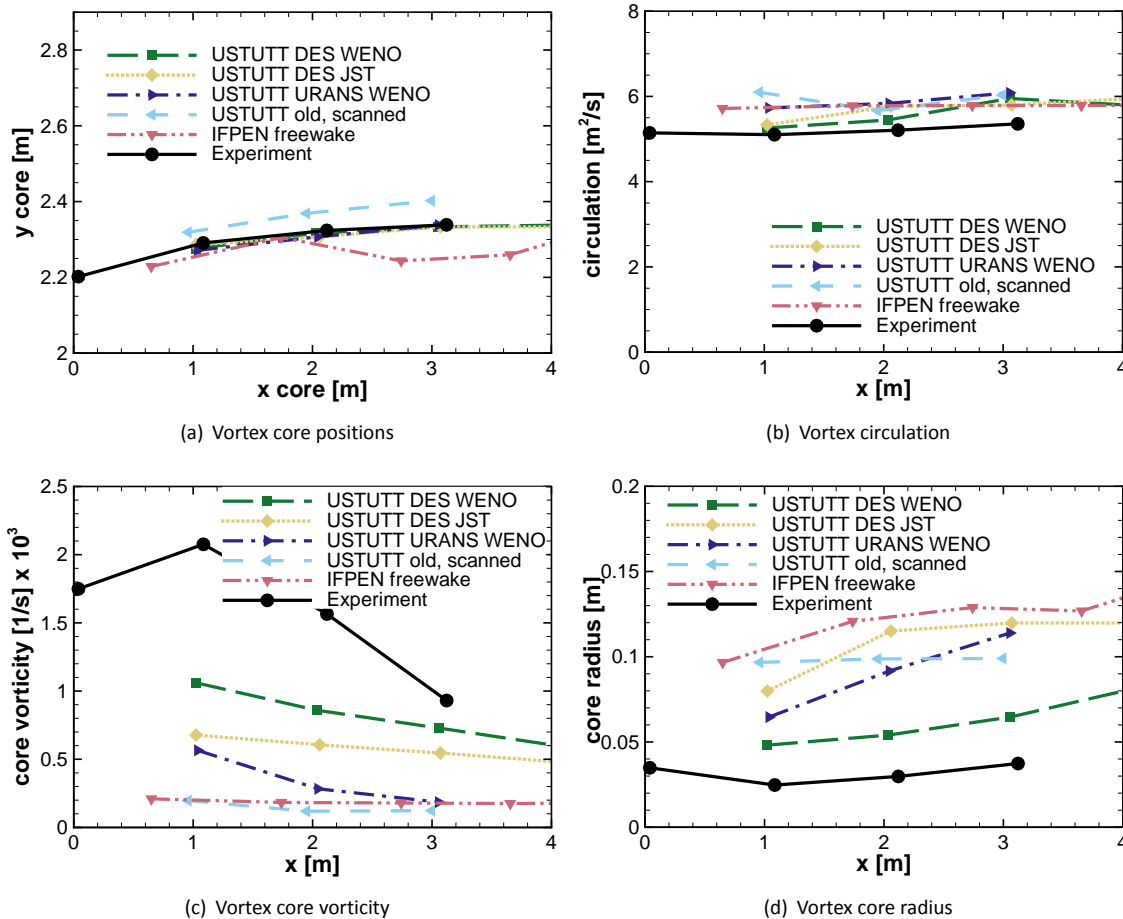 y core [m]
2.8
2.6
2.4
2.2
2
USTUTT DES WENO
USTUTT DES JST
USTUTT URANS WENO
USTUTT old, scanned
IFPEN freewake
Experiment
0 1 2 3 4
x core [m]
(a) Vortex core positions
circulation [m²/s]
8
6
4
2
0
USTUTT DES WENO
USTUTT DES JST
USTUTT URANS WENO
USTUTT old, scanned
IFPEN freewake
Experiment
0 1 2 3 4
x [m]
(b) Vortex circulation
core vorticity [1/s] x 10³
2.5
2
1.5
1
0.5
0
USTUTT DES WENO
USTUTT DES JST
USTUTT URANS WENO
USTUTT old, scanned
IFPEN freewake
Experiment
0 1 2 3 4
x [m]
(c) Vortex core vorticity
core radius [m]
0.2
0.15
0.1
0.05
0
USTUTT DES WENO
USTUTT DES JST
USTUTT URANS WENO
USTUTT old, scanned
IFPEN freewake
Experiment
0 1 2 3 4
x [m]
(d) Vortex core radius